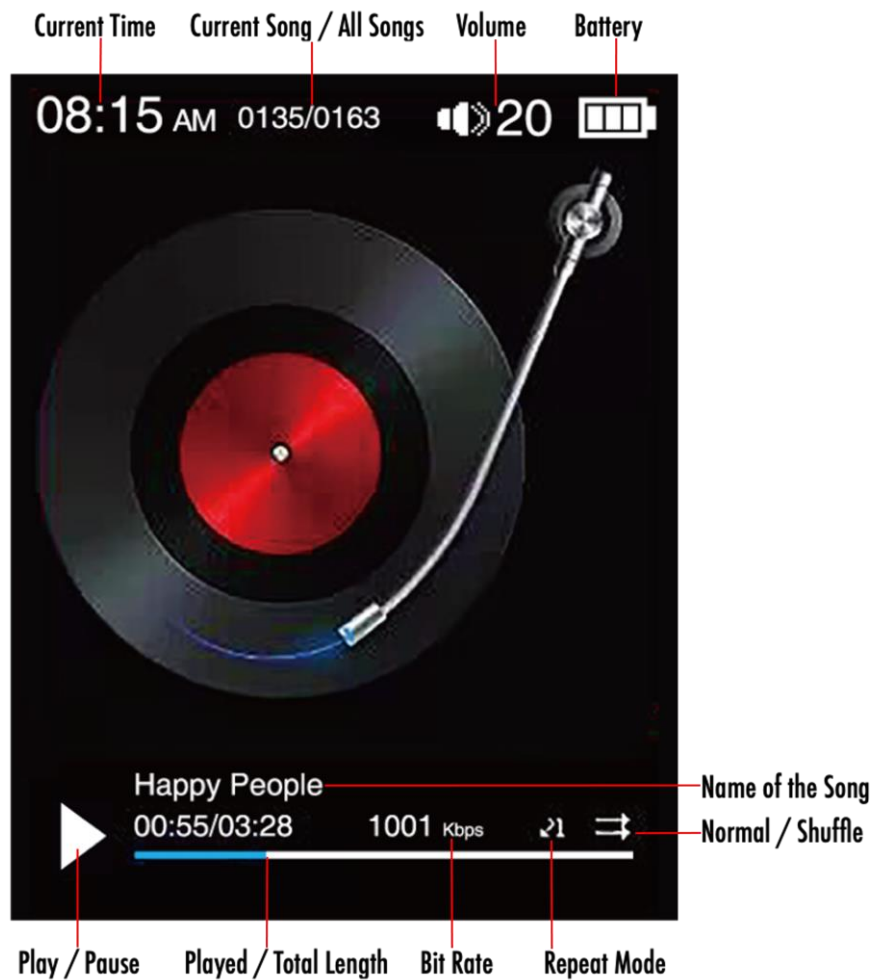 Current Time Current Song / All Songs Volume Battery
08:15 AM 0135/0163 20
Happy People
Name of the Song
00:55/03:28 1001 Kbps 1
Normal / Shuffle
Play / Pause Played / Total Length Bit Rate Repeat Mode